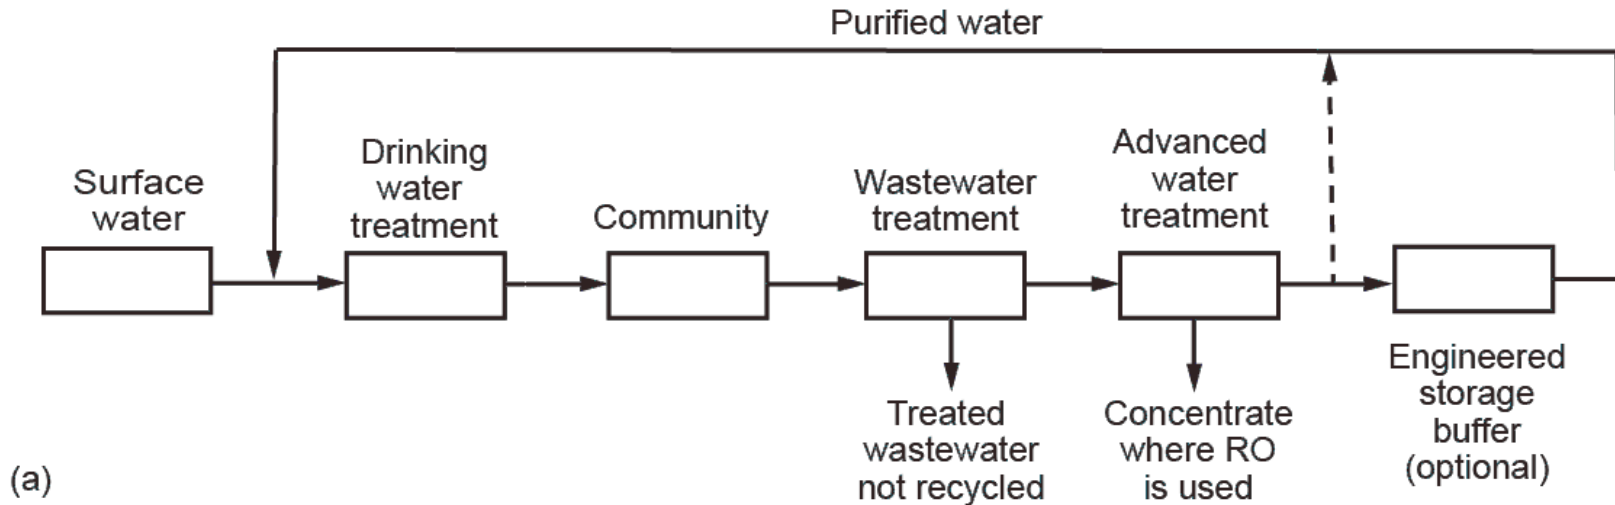 Purified water
Surface
water
Drinking
water
treatment
Community
Wastewater
treatment
Advanced
water
treatment
Treated
wastewater
not recycled
Concentrate
where RO
is used
Engineered
storage
buffer
(optional)
(a)